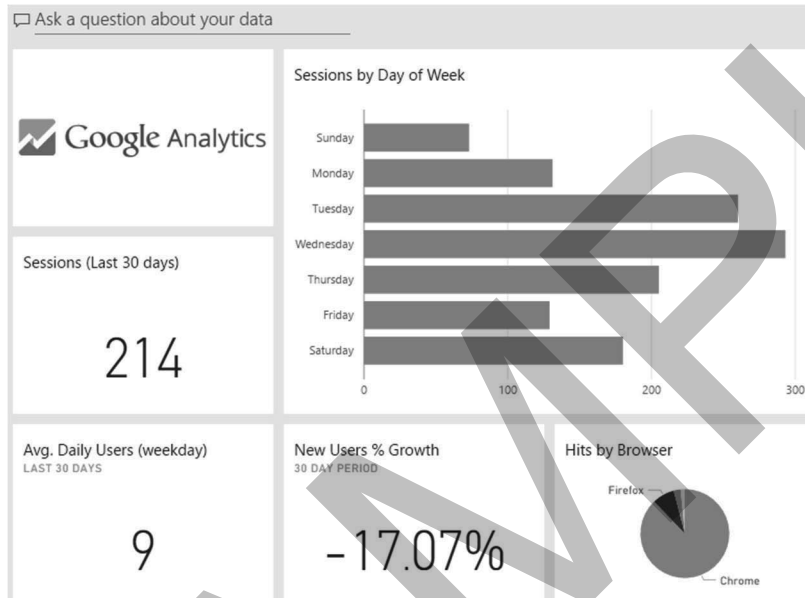 Ask a question about your data
Google Analytics
Sessions by Day of Week
Sunday
Monday
Tuesday
Wednesday
Thursday
Friday
Saturday
0 100 200 300
Sessions (Last 30 days)
214
Avg. Daily Users (weekday)
LAST 30 DAYS
9
New Users % Growth
30 DAY PERIOD
-17.07%
Hits by Browser
Firefox
Chrome